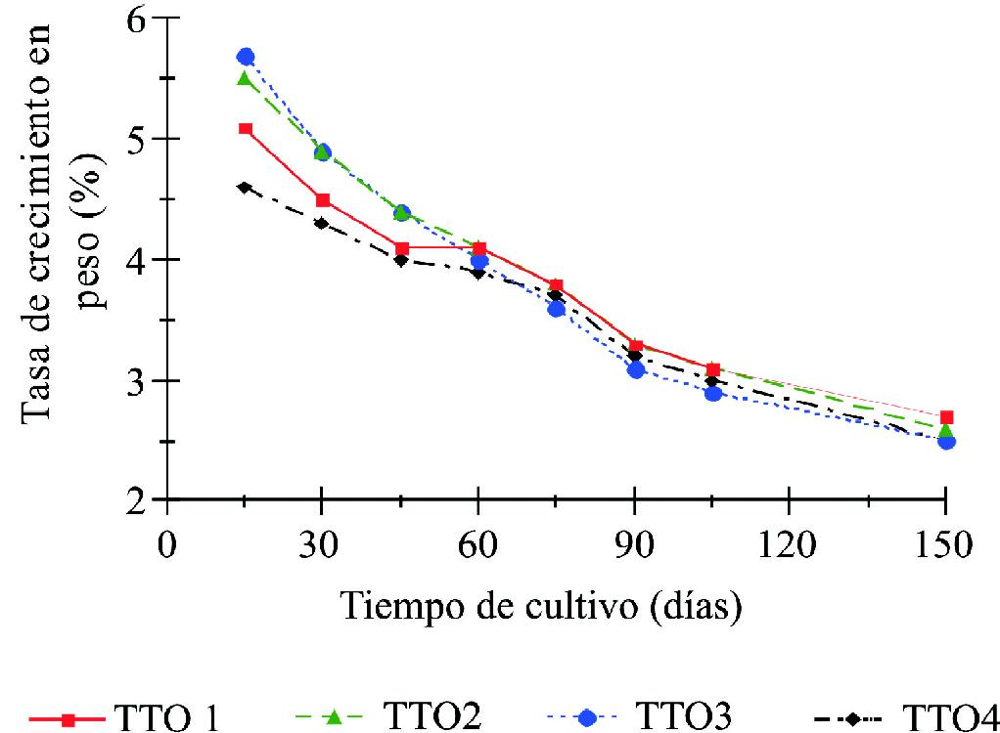 Tasa de crecimiento en
peso (%)
6
5
4
3
2
0 30 60 90 120 150
Tiempo de cultivo (días)
TTO 1 TTO2 TTO3 TTO4